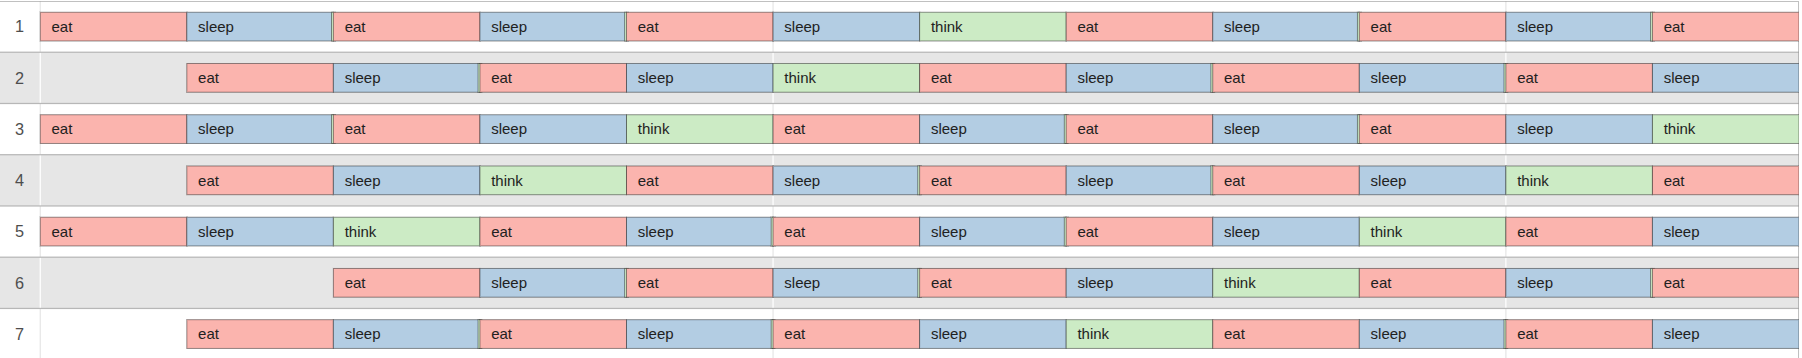 1 eat sleep eat sleep eat sleep think eat sleep eat sleep eat
2 eat sleep eat sleep think eat sleep eat sleep eat sleep
3 eat sleep eat sleep think eat sleep eat sleep eat sleep think
4 eat sleep think eat sleep eat sleep eat sleep think eat
5 eat sleep think eat sleep eat sleep eat sleep think eat sleep
6 eat sleep eat sleep eat sleep think eat sleep eat
7 eat sleep eat sleep eat sleep think eat sleep eat sleep